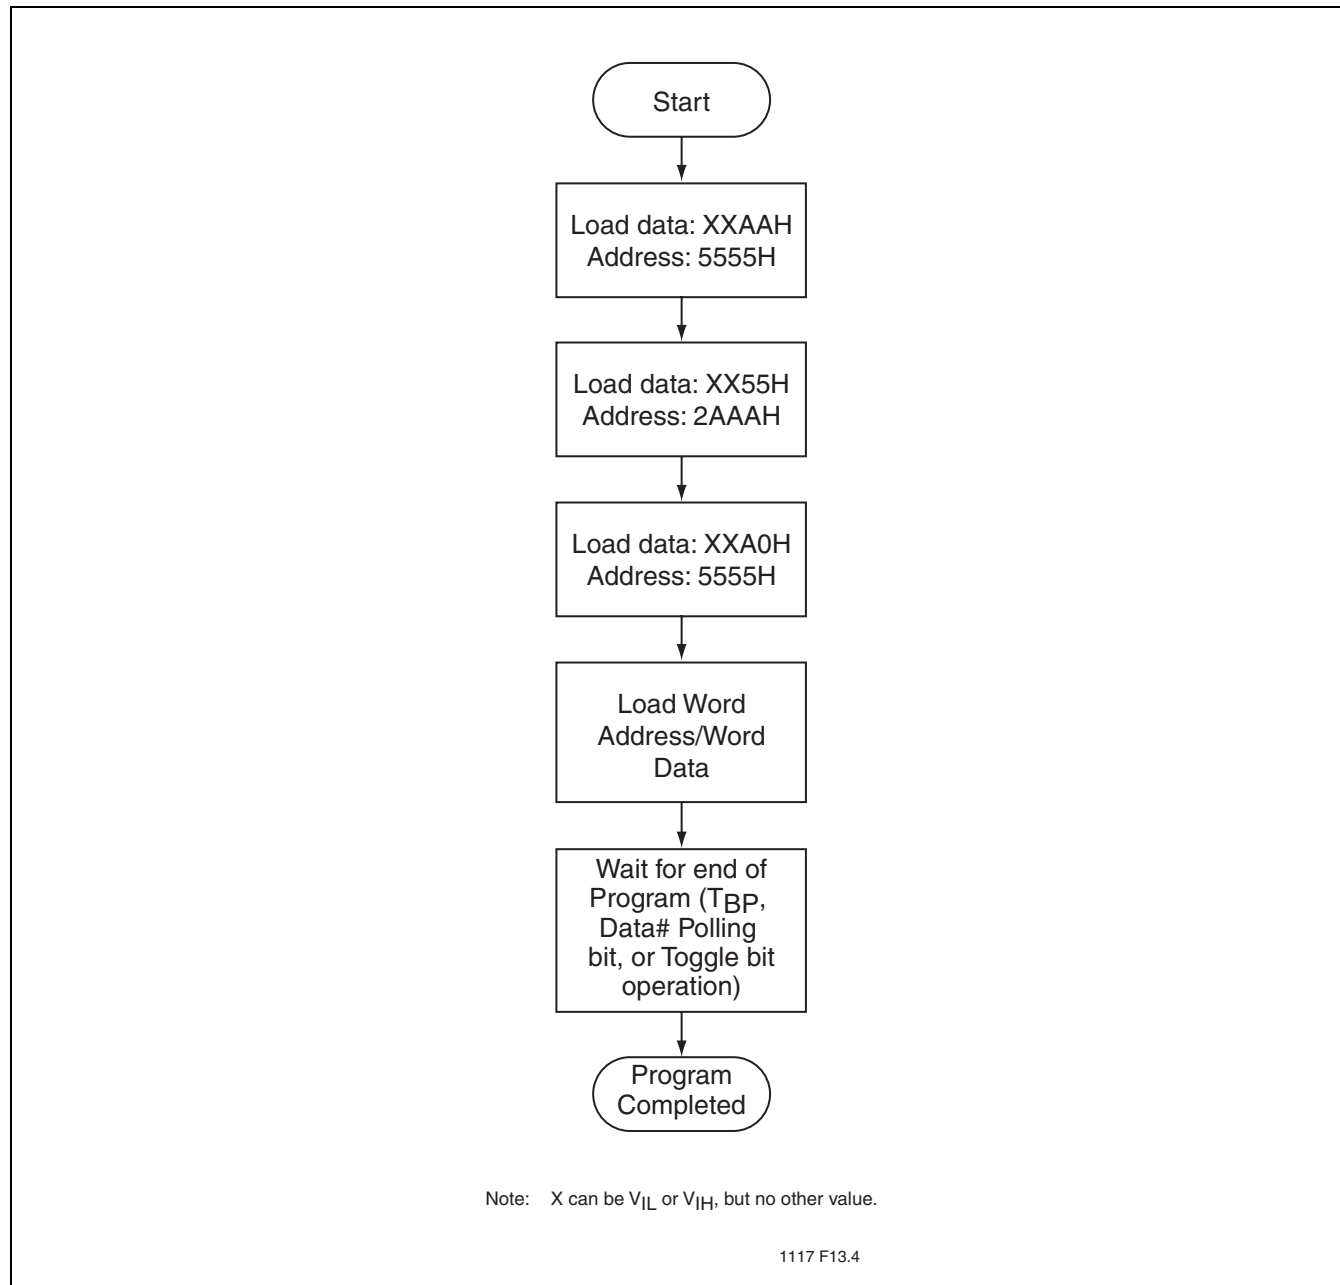 Start
Load data: XXAAH
Address: 5555H
Load data: XX55H
Address: 2AAAH
Load data: XXA0H
Address: 5555H
Load Word
Address/Word
Data
Wait for end of
Program (TBP,
Data# Polling
bit, or Toggle bit
operation)
Program
Completed
Note: X can be VIL or VIH, but no other value.
1117 F13.4